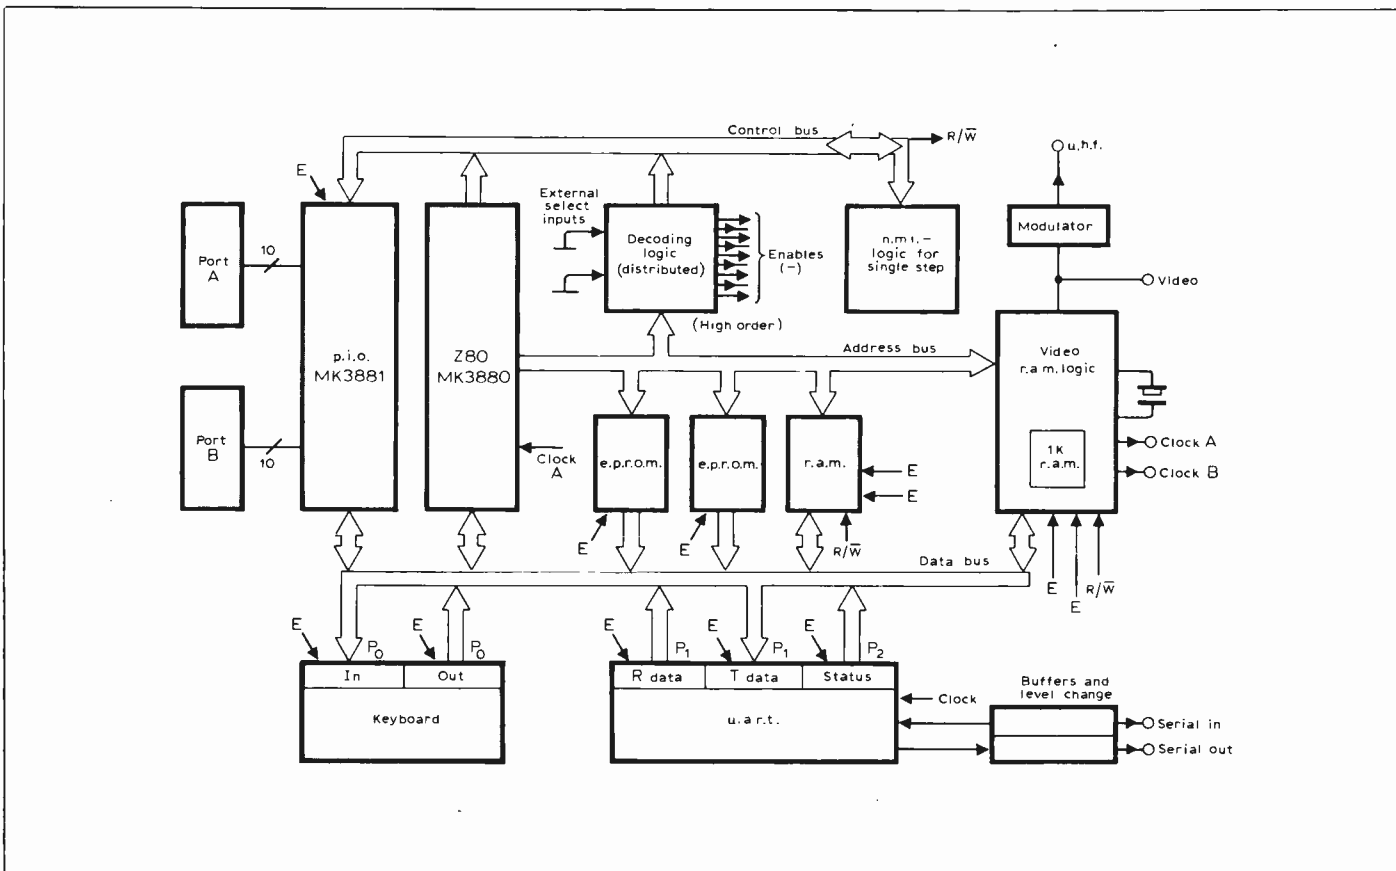 Control bus
R/W̅
u.h.f.
E
External
select
inputs
Modulator
Port
A
10
Decoding
logic
(distributed)
Enables
(–)
n.m.i.–
logic for
single step
Video
(High order)
p.i.o.
MK3881
Z80
MK3880
Address bus
Video
r.a.m. logic
Port
B
10
Clock
A
e.p.r.o.m.
e.p.r.o.m.
r.a.m.
E
E
1K
r.a.m.
Clock A
Clock B
E
E
R/W̅
Data bus
E
E
R/W̅
E
P0
E
P0
E
P1
E
P1
E
P2
In
Out
Keyboard
R data
T data
Status
u.a.r.t.
Clock
Buffers and
level change
Serial in
Serial out